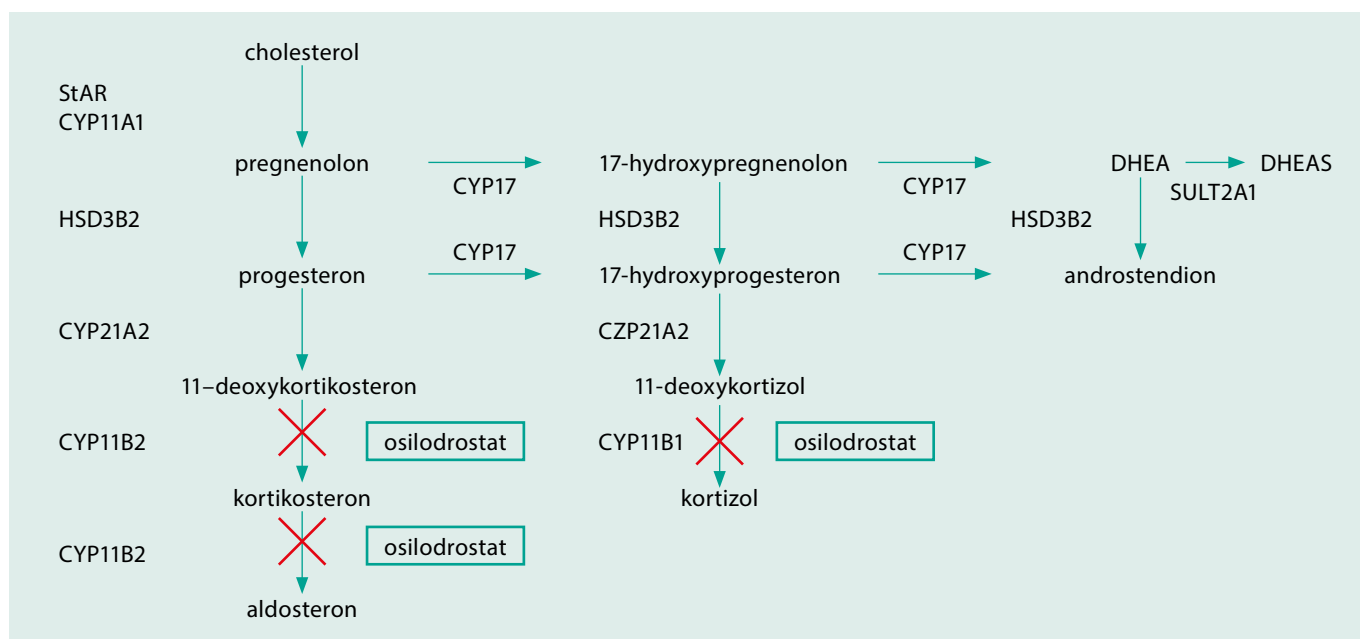 cholesterol
StAR
CYP11A1
pregnenolon
CYP17
17-hydroxypregnenolon
CYP17
DHEA
DHEAS
SULT2A1
HSD3B2
HSD3B2
HSD3B2
progesteron
CYP17
17-hydroxyprogesteron
CYP17
androstendion
CYP21A2
CZP21A2
11–deoxykortikosteron
11-deoxykortizol
CYP11B2
osilodrostat
CYP11B1
osilodrostat
kortikosteron
kortizol
CYP11B2
osilodrostat
aldosteron